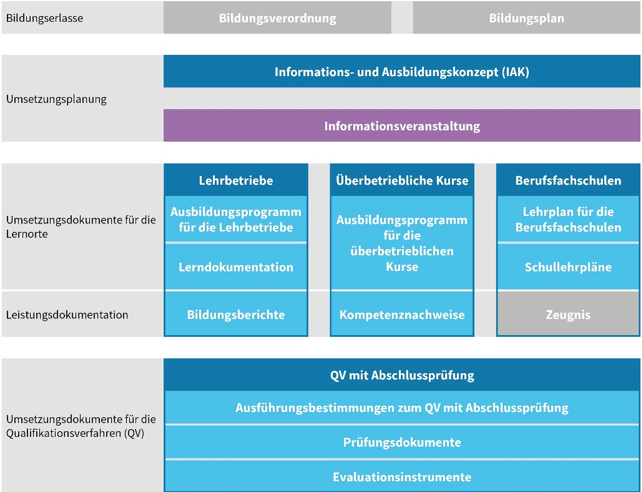 Bildungserlasse
Bildungsverordnung
Bildungsplan
Informations- und Ausbildungskonzept (IAK)
Umsetzungsplanung
Informationsveranstaltung
Lehrbetriebe
Überbetriebliche Kurse
Berufsfachschulen
Umsetzungsdokumente für die
Lernorte
Ausbildungsprogramm
für die Lehrbetriebe
Ausbildungsprogramm
für die
überbetrieblichen
Kurse
Lehrplan für die
Berufsfachschulen
Lerndokumentation
Schullehrpläne
Leistungsdokumentation
Bildungsberichte
Kompetenznachweise
Zeugnis
QV mit Abschlussprüfung
Umsetzungsdokumente für die
Qualifikationsverfahren (QV)
Ausführungsbestimmungen zum QV mit Abschlussprüfung
Prüfungsdokumente
Evaluationsinstrumente